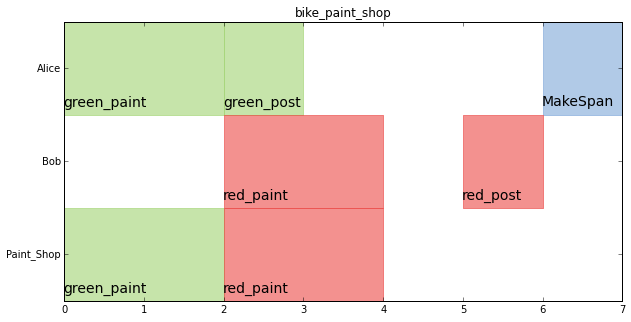 bike_paint_shop
Alice
green_paint
green_post
MakeSpan
Bob
red_paint
red_post
Paint_Shop
green_paint
red_paint
0 1 2 3 4 5 6 7